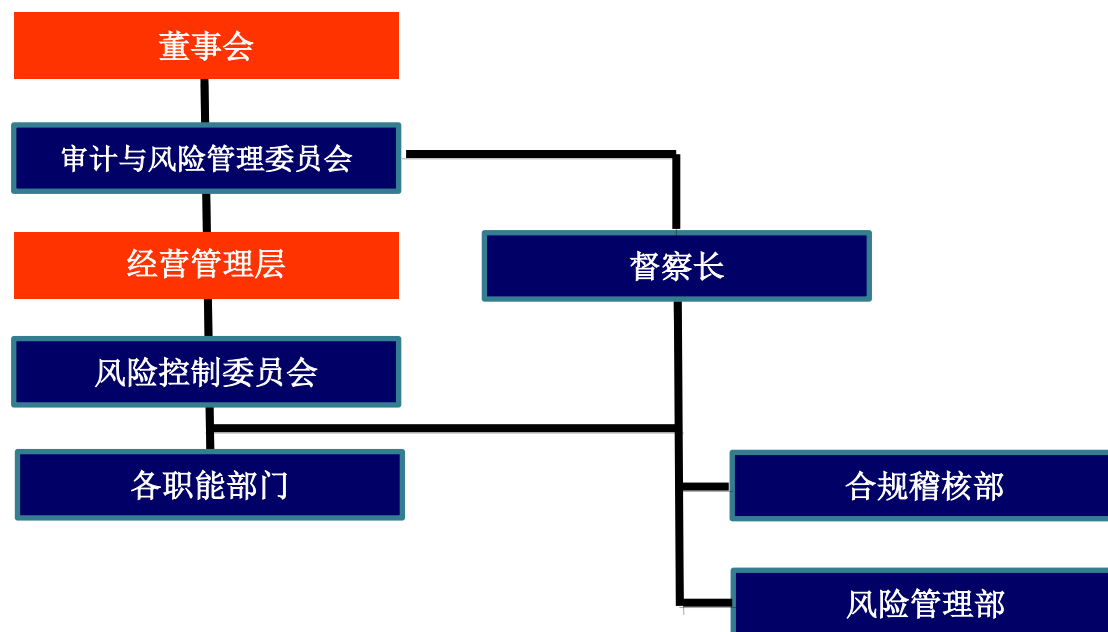 董事会
审计与风险管理委员会
经营管理层
督察长
风险控制委员会
各职能部门
合规稽核部
风险管理部